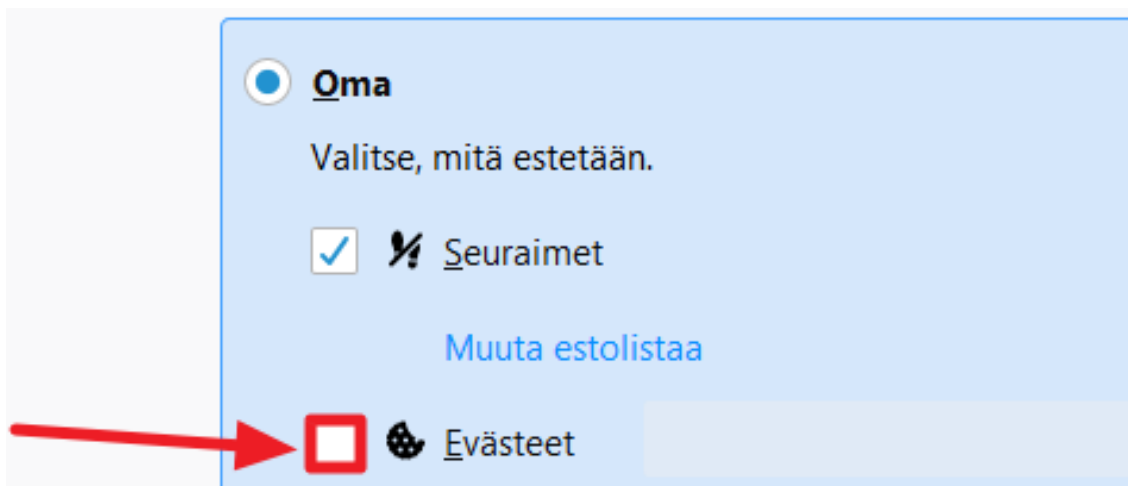 Oma
Valitse, mitä estetään.
Seuraimet
Muuta estolistaa
Evästeet